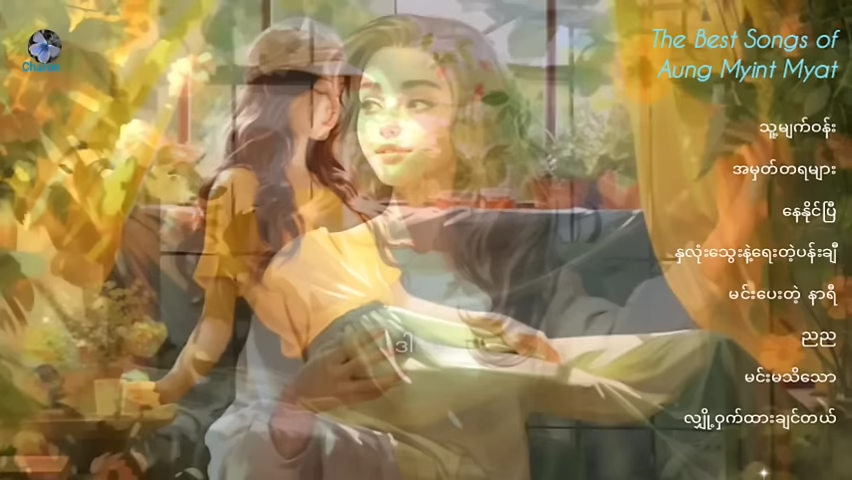 The Best Songs of
Aung Myint Myat
သူ့မျက်ဝန်း
အမှတ်တရများ
နေနိုင်ပြီ
နှလုံးသွေးနဲ့ရေးတဲ့ပန်းချီ
မင်းပေးတဲ့ နာရီ
ညည
မင်းမသိသော
လျှို့ဝှက်ထားချင်တယ်